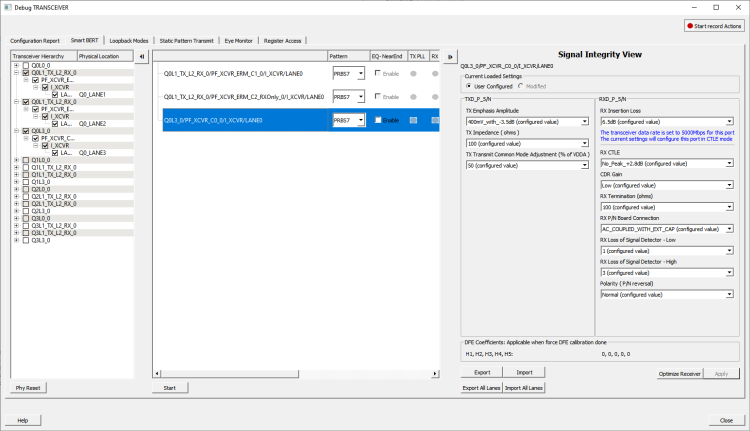 Debug TRANSCEIVER
Start record Actions
Configuration Report Smart BERT Loopback Modes Static Pattern Transmit Eye Monitor Register Access
Transceiver Hierarchy Physical Location
Q0L0_0
Q0L1_TX_L2_RX_0
PF_XCVR_E...
I_XCVR
LA... Q0_LANE1
Q0L1_TX_L2_RX_0
PF_XCVR_E...
I_XCVR
LA... Q0_LANE2
Q0L3_0
PF_XCVR_C...
I_XCVR
LA... Q0_LANE3
Q1L0_0
Q1L1_TX_L2_RX_0
Q1L1_TX_L2_RX_0
Q1L3_0
Q2L0_0
Q2L1_TX_L2_RX_0
Q2L1_TX_L2_RX_0
Q2L3_0
Q3L0_0
Q3L1_TX_L2_RX_0
Q3L3_0
Phy Reset
Pattern EQ- NearEnd TX PLL RX
Q0L1_TX_L2_RX_0/PF_XCVR_ERM_C1_0/I_XCVR/LANE0 PRBS7 Enable
Q0L1_TX_L2_RX_0/PF_XCVR_ERM_C2_RXOnly_0/I_XCVR/LANE0 PRBS7 Enable
Q0L3_0/PF_XCVR_C0_0/I_XCVR/LANE0 PRBS7 Enable
Start
Signal Integrity View
Q0L3_0/PF_XCVR_C0_0/I_XCVR/LANE0
Current Loaded Settings
User Configured Modified
TXD_P_S/N
TX Emphasis Amplitude
400mV_with_-3.5dB (configured value)
TX Impedance ( ohms )
100 (configured value)
TX Transmit Common Mode Adjustment (% of VDDA )
50 (configured value)
RXD_P_S/N
RX Insertion Loss
6.5dB (configured value)
The transceiver data rate is set to 5000Mbps for this port
The current settings will configure this port in CTLE mode
RX CTLE
No_Peak_+2.8dB (configured value)
CDR Gain
Low (configured value)
RX Termination (ohms)
100 (configured value)
RX P/N Board Connection
AC_COUPLED_WITH_EXT_CAP (configured value)
RX Loss of Signal Detector - Low
1 (configured value)
RX Loss of Signal Detector - High
3 (configured value)
Polarity ( P/N reversal)
Normal (configured value)
DFE Coefficients: Applicable when force DFE calibration done
H1, H2, H3, H4, H5: 0, 0, 0, 0, 0
Export Import Optimize Receiver Apply
Export All Lanes Import All Lanes
Help Close